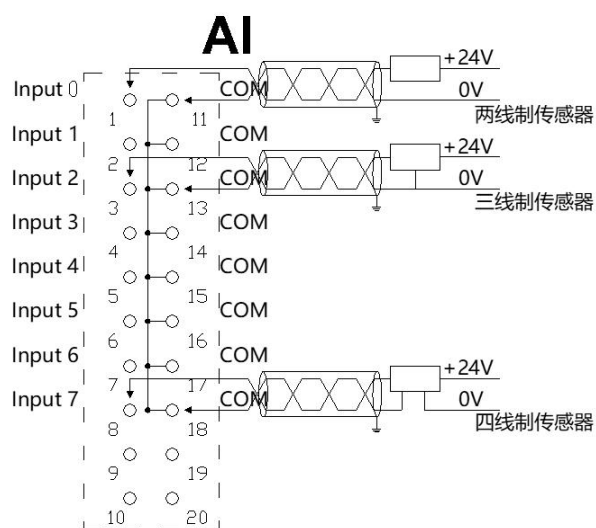 AI
+24V
Input 0 COM 0V
1 11 两线制传感器
Input 1 COM
2 12 +24V
Input 2 COM 0V
3 13 三线制传感器
Input 3 COM
4 14
Input 4 COM
5 15
Input 5 COM
6 16
Input 6 COM +24V
7 17
Input 7 COM 0V
8 18 四线制传感器
9 19
10 20